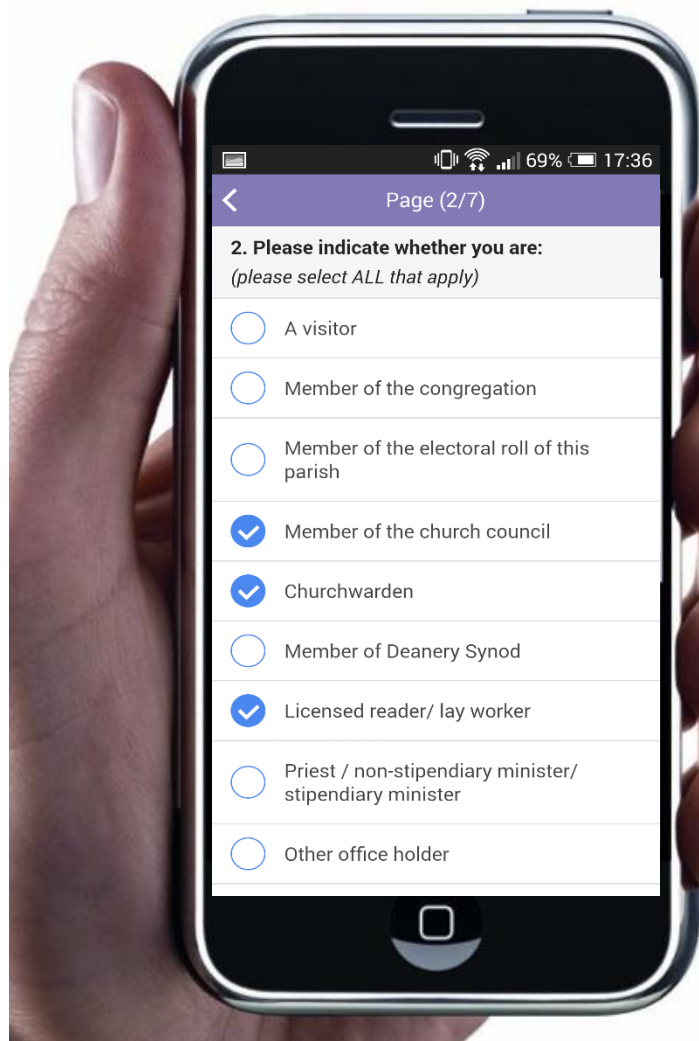 69% 17:36
Page (2/7)
2. Please indicate whether you are:
(please select ALL that apply)
A visitor
Member of the congregation
Member of the electoral roll of this
parish
Member of the church council
Churchwarden
Member of Deanery Synod
Licensed reader/ lay worker
Priest / non-stipendiary minister/
stipendiary minister
Other office holder